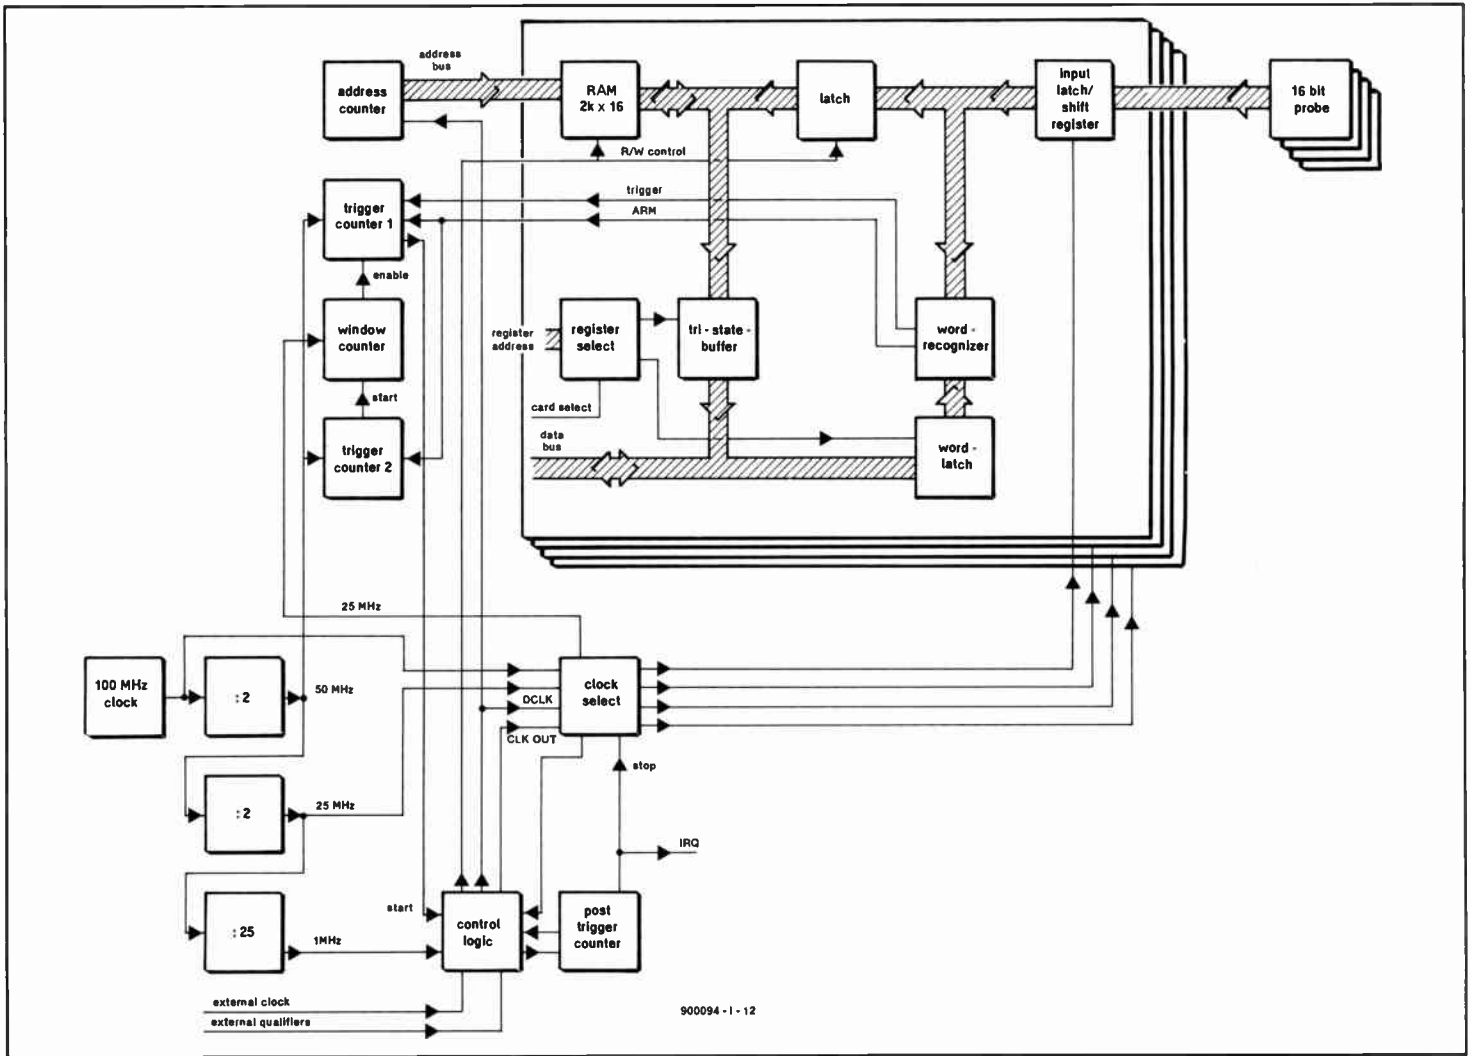 address
bus
address
counter
RAM
2k x 16
latch
input
latch/
shift
register
16 bit
probe
R/W control
trigger
counter 1
trigger
ARM
enable
window
counter
register
address
register
select
tri - state -
buffer
word -
recognizer
start
card select
trigger
counter 2
data
bus
word -
latch
25 MHz
100 MHz
clock
: 2
50 MHz
clock
select
DCLK
CLK OUT
stop
: 2
25 MHz
IRQ
start
: 25
1MHz
control
logic
post
trigger
counter
external clock
external qualifiers
900094 - I - 12